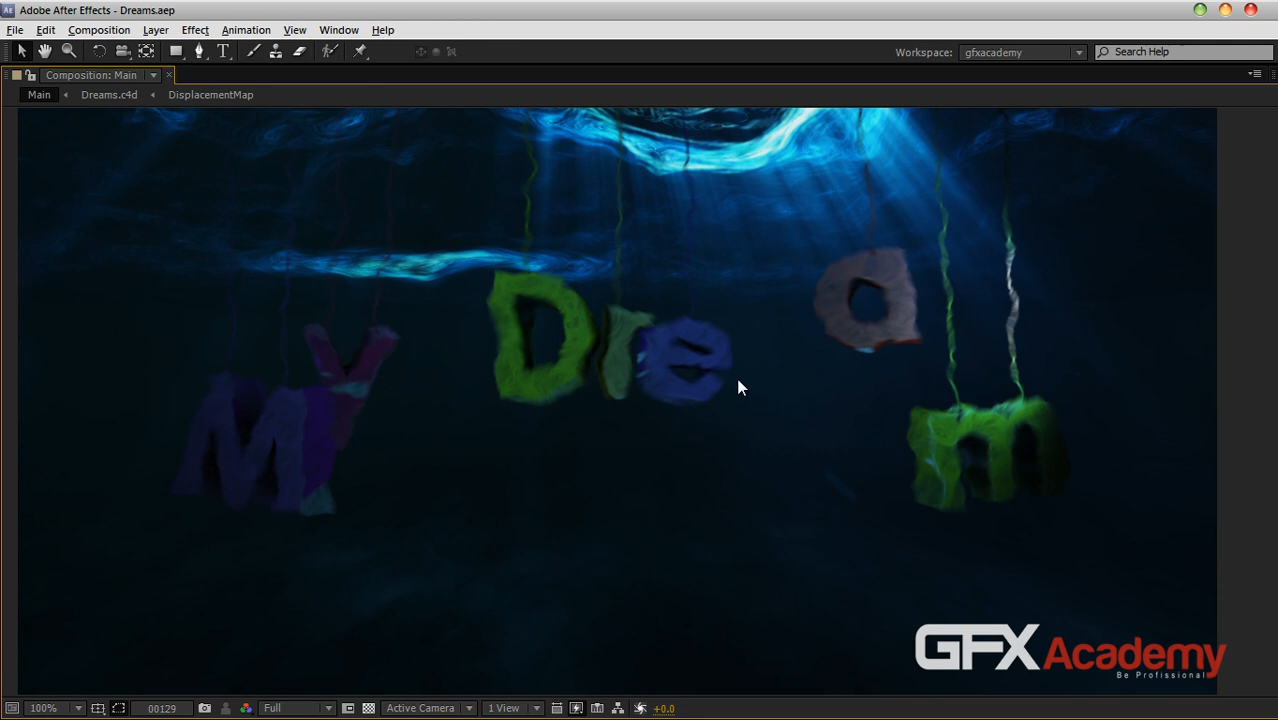 Adobe After Effects - Dreams.aep
File Edit Composition Layer Effect Animation View Window Help
Workspace: gfxacademy Search Help
Composition: Main
Main Dreams.c4d DisplacementMap
My Dream
GFX Academy
Be Profissional
100% 00129 Full Active Camera 1 View +0.0